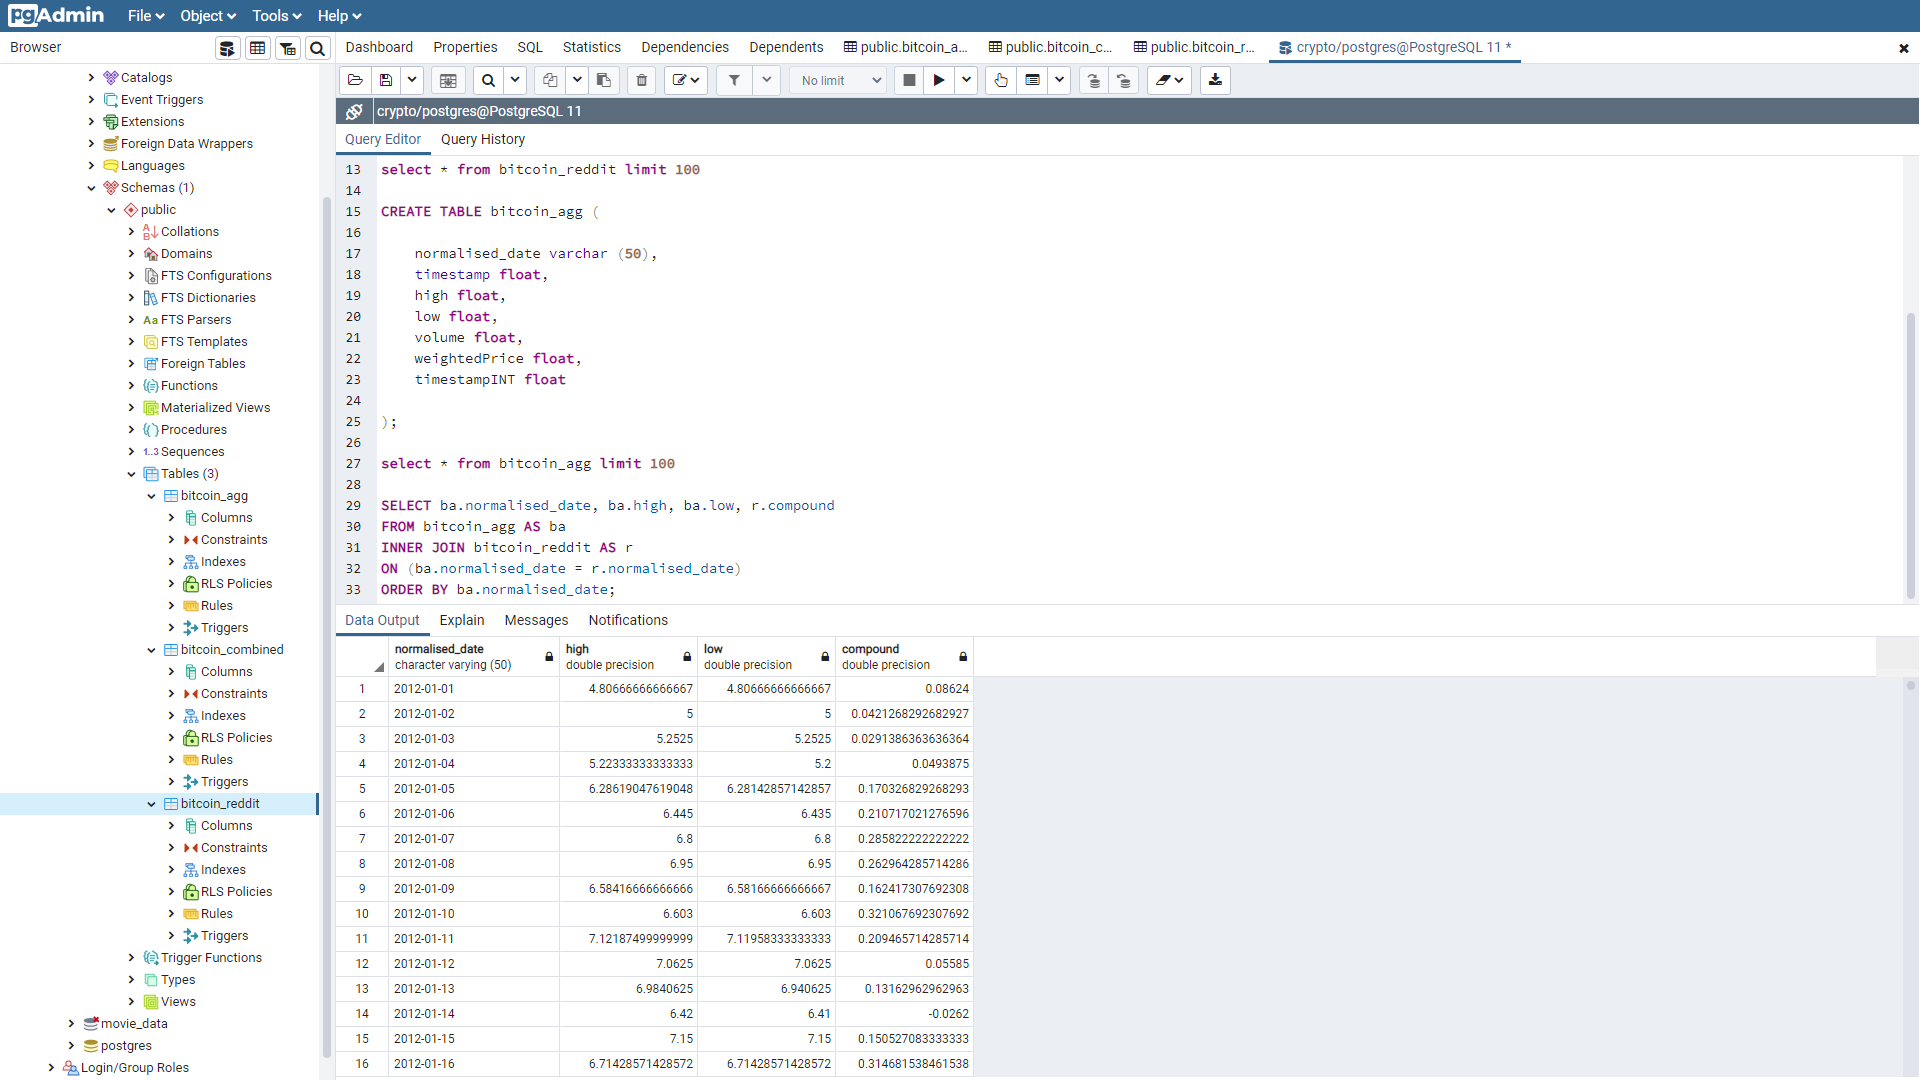 pgAdmin File Object Tools Help
Browser
Dashboard Properties SQL Statistics Dependencies Dependents public.bitcoin_a... public.bitcoin_c... public.bitcoin_r... crypto/postgres@PostgreSQL 11 *
No limit
crypto/postgres@PostgreSQL 11
Query Editor Query History
Catalogs
Event Triggers
Extensions
Foreign Data Wrappers
Languages
Schemas (1)
public
Collations
Domains
FTS Configurations
FTS Dictionaries
Aa FTS Parsers
FTS Templates
Foreign Tables
Functions
Materialized Views
Procedures
1..3 Sequences
Tables (3)
bitcoin_agg
Columns
Constraints
Indexes
RLS Policies
Rules
Triggers
bitcoin_combined
Columns
Constraints
Indexes
RLS Policies
Rules
Triggers
bitcoin_reddit
Columns
Constraints
Indexes
RLS Policies
Rules
Triggers
Trigger Functions
Types
Views
movie_data
postgres
Login/Group Roles
13 select * from bitcoin_reddit limit 100
14
15 CREATE TABLE bitcoin_agg (
16
17 normalised_date varchar (50),
18 timestamp float,
19 high float,
20 low float,
21 volume float,
22 weightedPrice float,
23 timestampINT float
24
25 );
26
27 select * from bitcoin_agg limit 100
28
29 SELECT ba.normalised_date, ba.high, ba.low, r.compound
30 FROM bitcoin_agg AS ba
31 INNER JOIN bitcoin_reddit AS r
32 ON (ba.normalised_date = r.normalised_date)
33 ORDER BY ba.normalised_date;
Data Output Explain Messages Notifications
normalised_date high low compound
character varying (50) double precision double precision double precision
1 2012-01-01 4.80666666666667 4.80666666666667 0.08624
2 2012-01-02 5 5 0.0421268292682927
3 2012-01-03 5.2525 5.2525 0.0291386363636364
4 2012-01-04 5.22333333333333 5.2 0.0493875
5 2012-01-05 6.28619047619048 6.28142857142857 0.170326829268293
6 2012-01-06 6.445 6.435 0.210717021276596
7 2012-01-07 6.8 6.8 0.285822222222222
8 2012-01-08 6.95 6.95 0.262964285714286
9 2012-01-09 6.58416666666666 6.58166666666667 0.162417307692308
10 2012-01-10 6.603 6.603 0.321067692307692
11 2012-01-11 7.12187499999999 7.11958333333333 0.209465714285714
12 2012-01-12 7.0625 7.0625 0.05585
13 2012-01-13 6.9840625 6.940625 0.13162962962963
14 2012-01-14 6.42 6.41 -0.0262
15 2012-01-15 7.15 7.15 0.150527083333333
16 2012-01-16 6.71428571428572 6.71428571428572 0.314681538461538